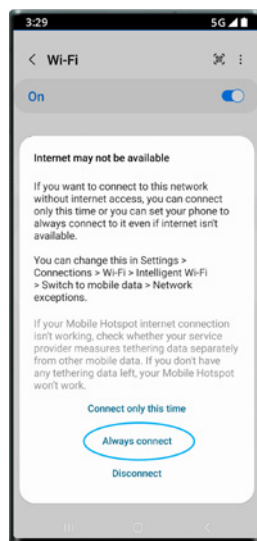 3:29
5G
Wi-Fi
On
Internet may not be available
If you want to connect to this network
without internet access, you can connect
only this time or you can set your phone to
always connect to it even if internet isn't
available.
You can change this in Settings >
Connections > Wi-Fi > Intelligent Wi-Fi
> Switch to mobile data > Network
exceptions.
If your Mobile Hotspot internet connection
isn't working, check whether your service
provider measures tethering data separately
from other mobile data. If you don't have
any tethering data left, your Mobile Hotspot
won't work.
Connect only this time
Always connect
Disconnect